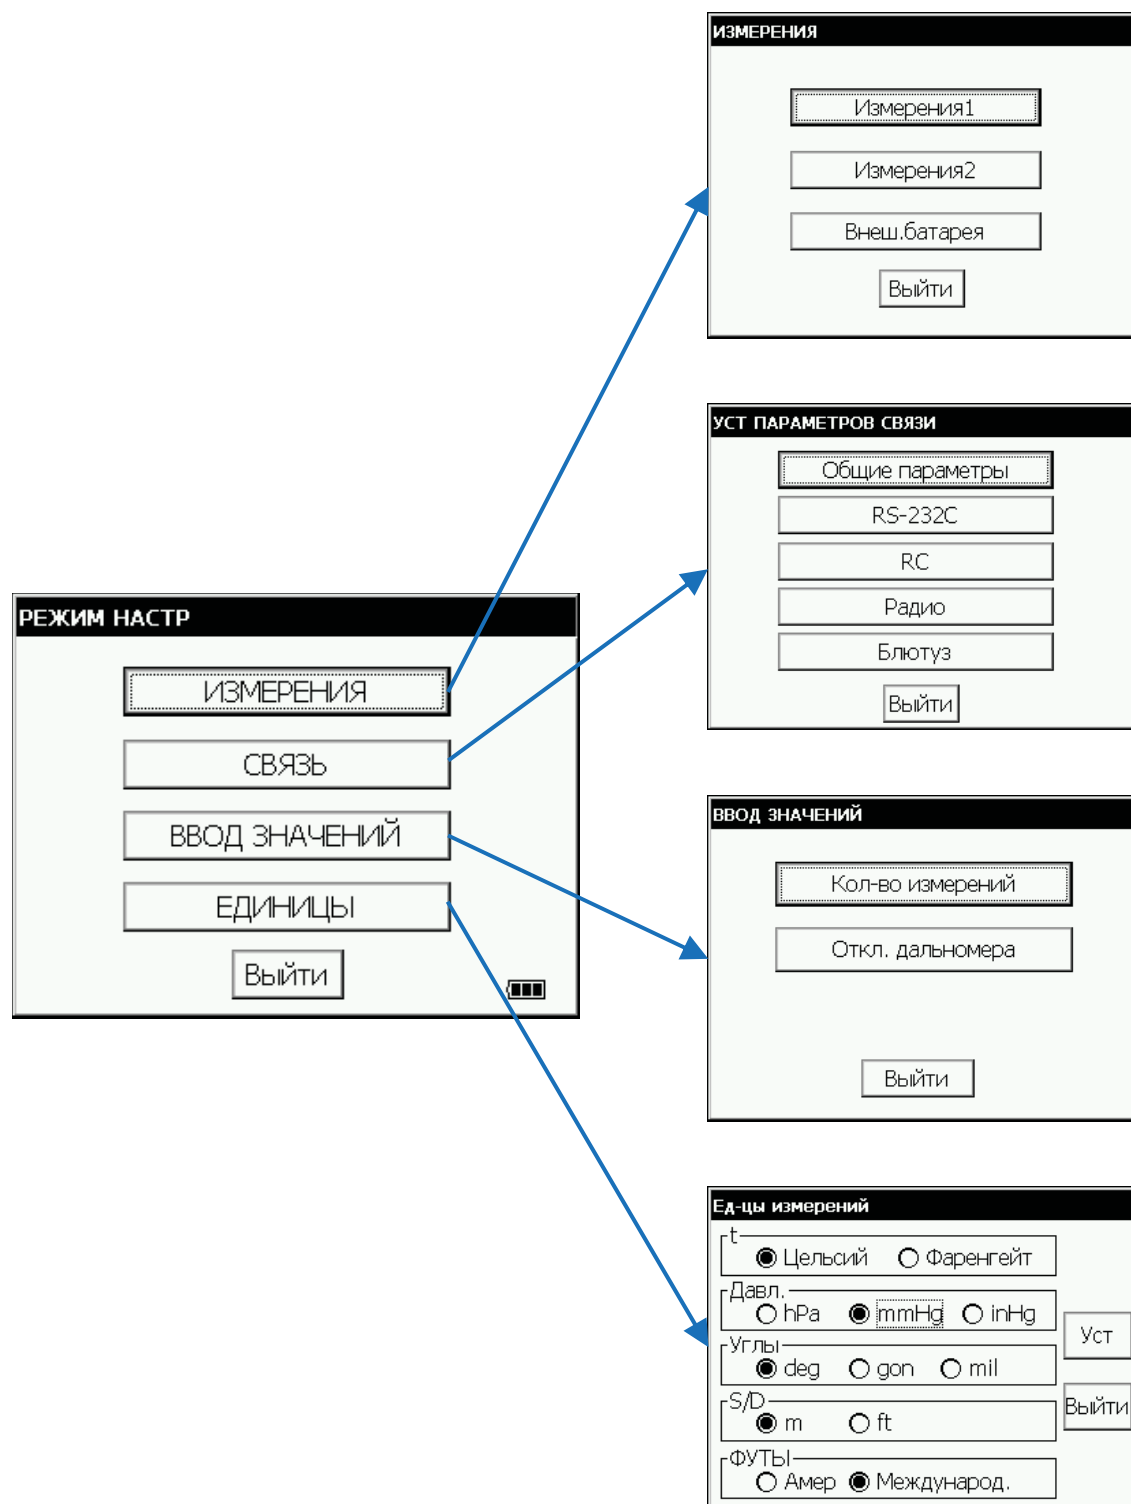 ИЗМЕРЕНИЯ
Измерения1
Измерения2
Внеш.батарея
Выйти
УСТ ПАРАМЕТРОВ СВЯЗИ
Общие параметры
RS-232C
RC
Радио
Блютуз
Выйти
РЕЖИМ НАСТР
ИЗМЕРЕНИЯ
СВЯЗЬ
ВВОД ЗНАЧЕНИЙ
ЕДИНИЦЫ
Выйти
ВВОД ЗНАЧЕНИЙ
Кол-во измерений
Откл. дальномера
Выйти
Ед-цы измерений
t
Цельсий Фаренгейт
Давл.
hPa mmHg inHg
Уст
Углы
deg gon mil
S/D
m ft
Выйти
ФУТЫ
Амер Международ.